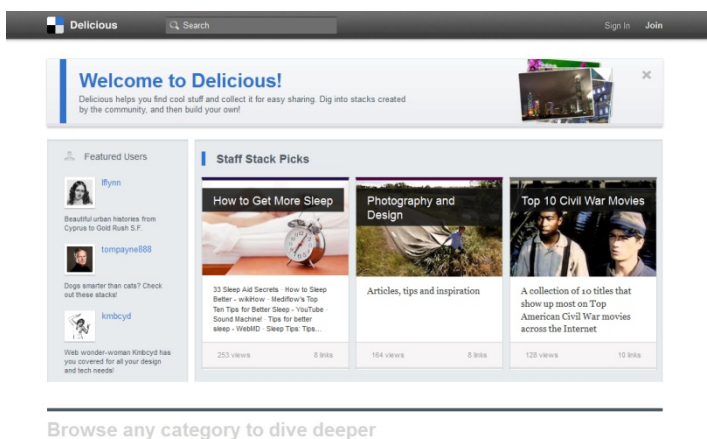 Delicious
Search
Sign In
Join
Welcome to Delicious!
Delicious helps you find cool stuff and collect it for easy sharing. Dig into stacks created
by the community, and then build your own!
Featured Users
lflynn
Beautiful urban histories from
Cyprus to Gold Rush S.F.
tompayne888
Dogs smarter than cats? Check
out these stacks!
kmbcyd
Web wonder-woman Kmbcyd has
you covered for all your design
and tech needs!
Staff Stack Picks
How to Get More Sleep
33 Sleep Aid Secrets · How to Sleep
Better - wikiHow · Mediflow's Top
Ten Tips for Better Sleep - YouTube ·
Sound Machine! · Tips for better
sleep - WebMD · Sleep Tips: Tips...
253 views
8 links
Photography and
Design
Articles, tips and inspiration
164 views
8 links
Top 10 Civil War Movies
A collection of 10 titles that
show up most on Top
American Civil War movies
across the Internet
128 views
10 links
Browse any category to dive deeper